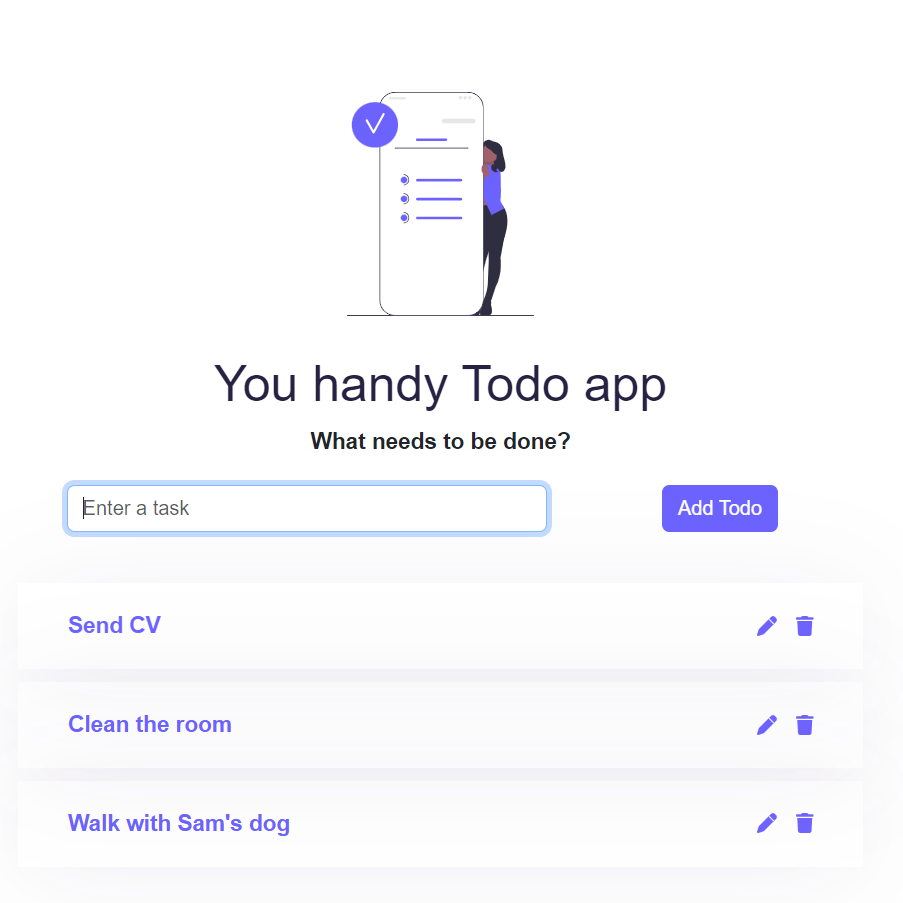 You handy Todo app
What needs to be done?
Enter a task
Add Todo
Send CV
Clean the room
Walk with Sam's dog